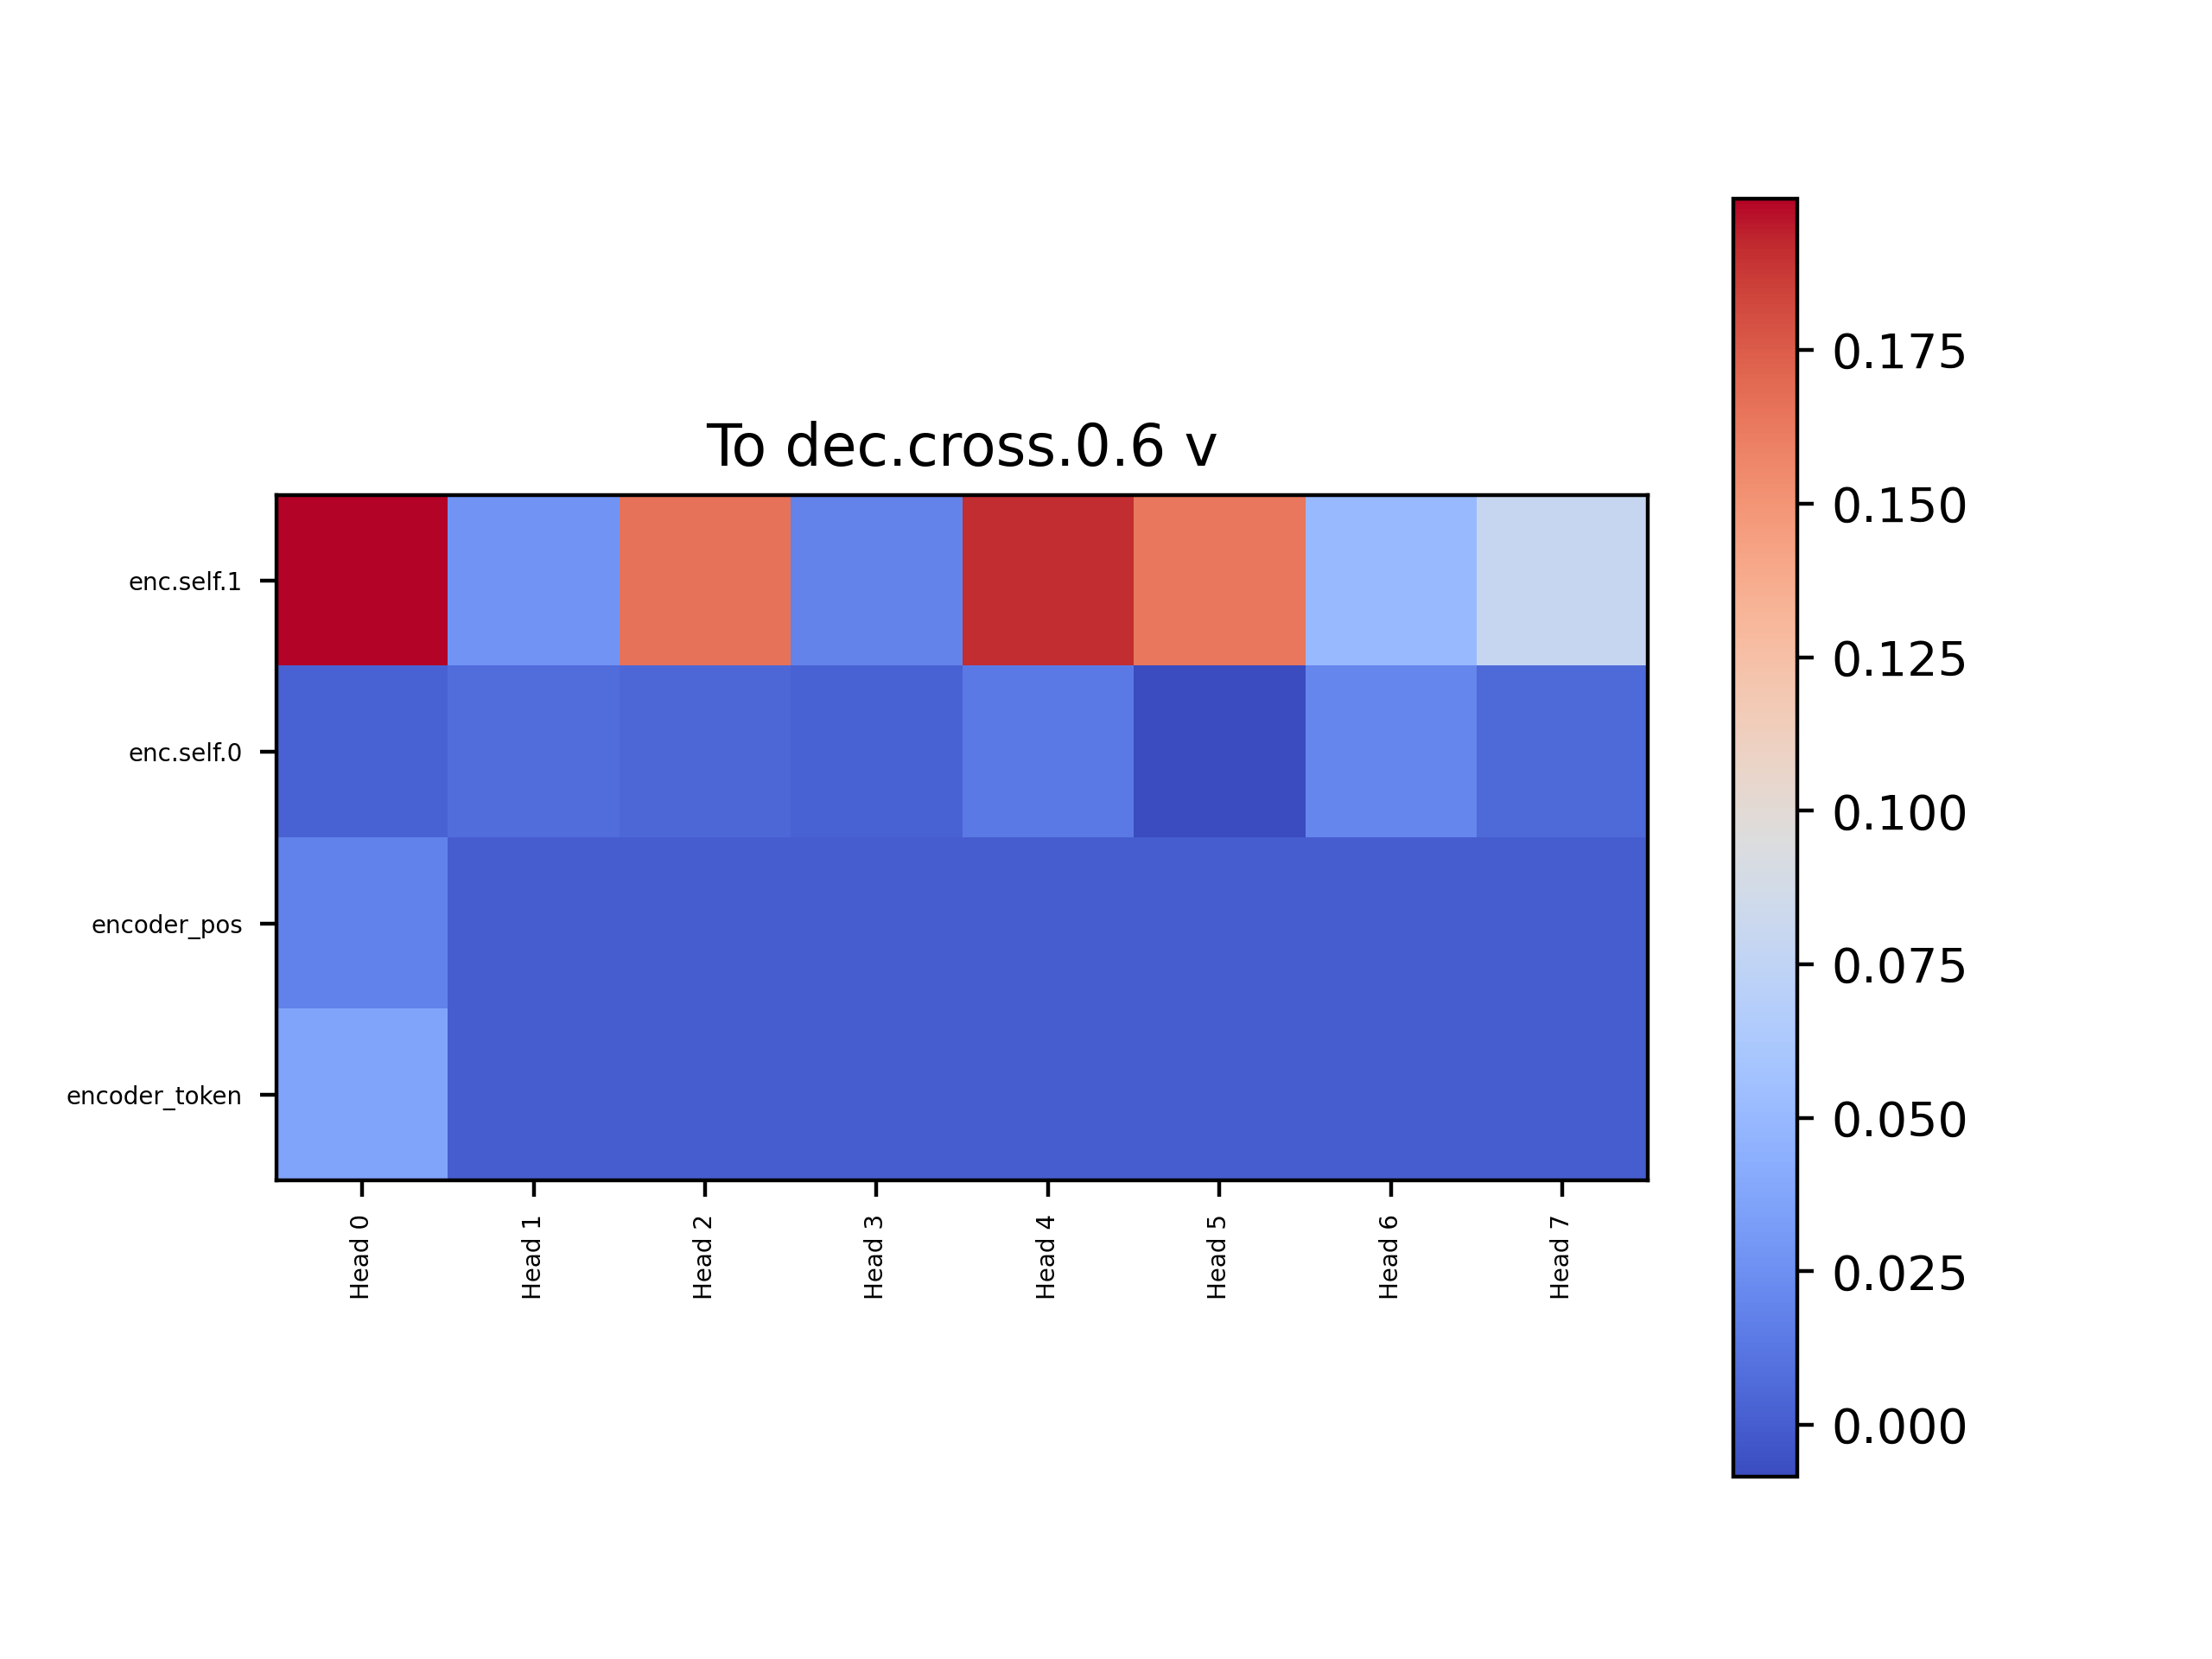 To dec.cross.0.6 v
enc.self.1
enc.self.0
encoder_pos
encoder_token
Head 0
Head 1
Head 2
Head 3
Head 4
Head 5
Head 6
Head 7
0.175
0.150
0.125
0.100
0.075
0.050
0.025
0.000